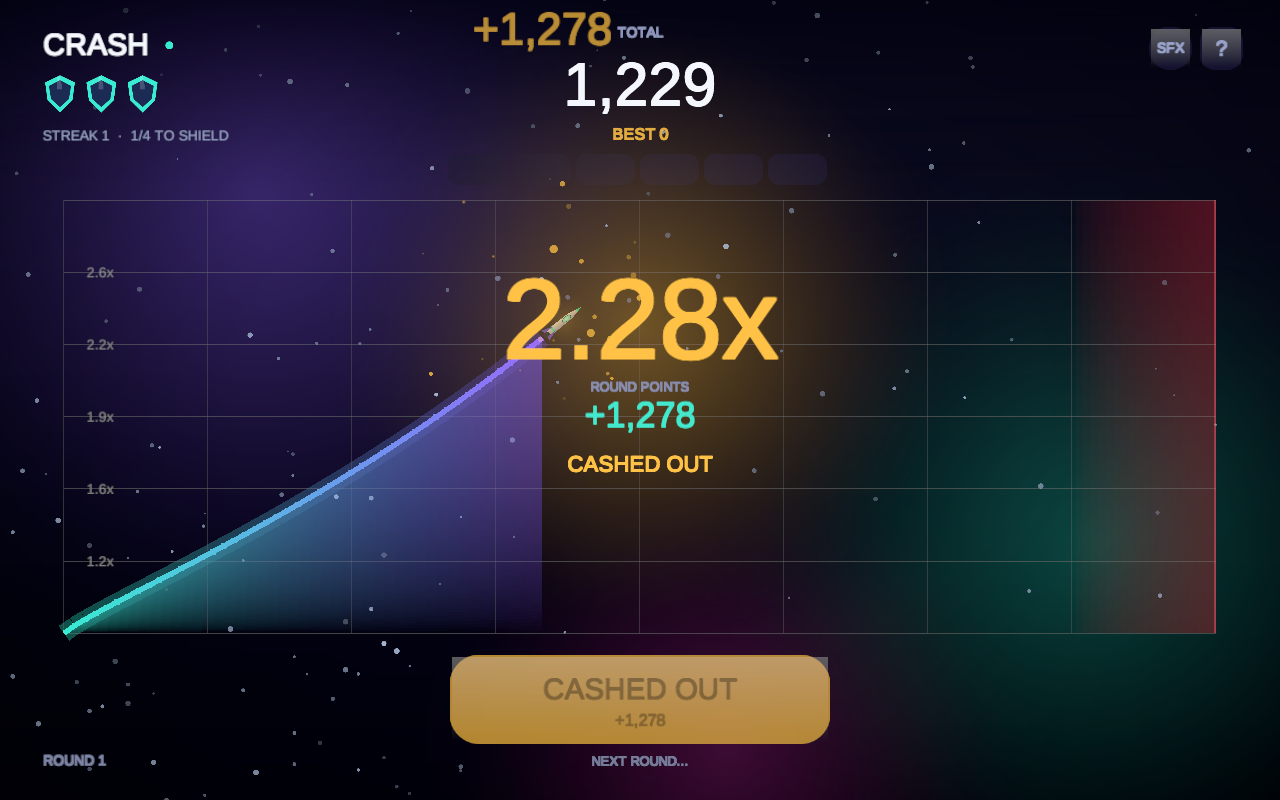 +1,278 TOTAL
CRASH
SFX ?
1,229
STREAK 1 · 1/4 TO SHIELD
BEST 0
2.6x
2.28x
2.2x
ROUND POINTS
1.9x
+1,278
CASHED OUT
1.6x
1.2x
CASHED OUT
+1,278
ROUND 1
NEXT ROUND...